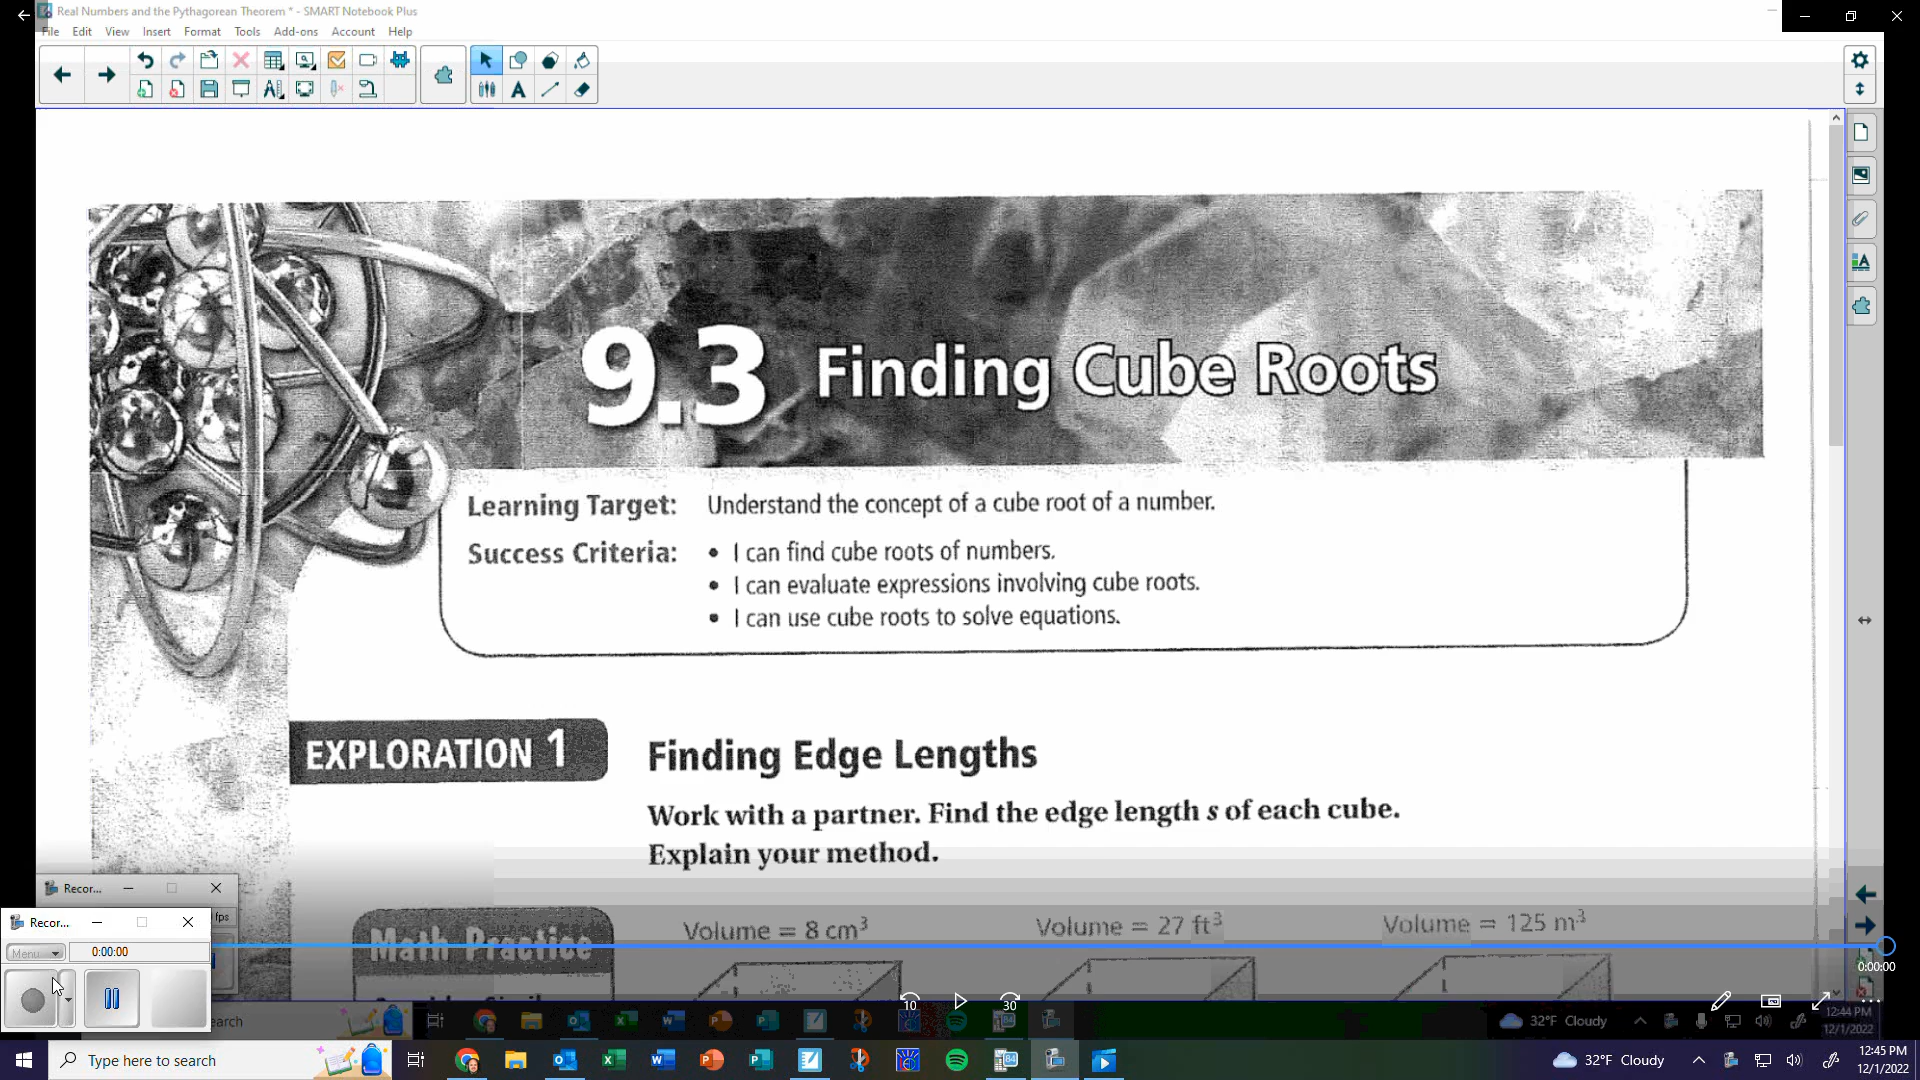 Real Numbers and the Pythagorean Theorem * - SMART Notebook Plus
File Edit View Insert Format Tools Add-ons Account Help
9.3 Finding Cube Roots
Learning Target: Understand the concept of a cube root of a number.
Success Criteria: • I can find cube roots of numbers.
• I can evaluate expressions involving cube roots.
• I can use cube roots to solve equations.
EXPLORATION 1 Finding Edge Lengths
Work with a partner. Find the edge length s of each cube.
Explain your method.
Recor...
fps
Recor...
Menu 0:00:00
Math Practice
Volume = 8 cm³ Volume = 27 ft³ Volume = 125 m³
0:00:00
10 30
earch
32°F Cloudy
12:44 PM
12/1/2022
Type here to search
32°F Cloudy
12:45 PM
12/1/2022